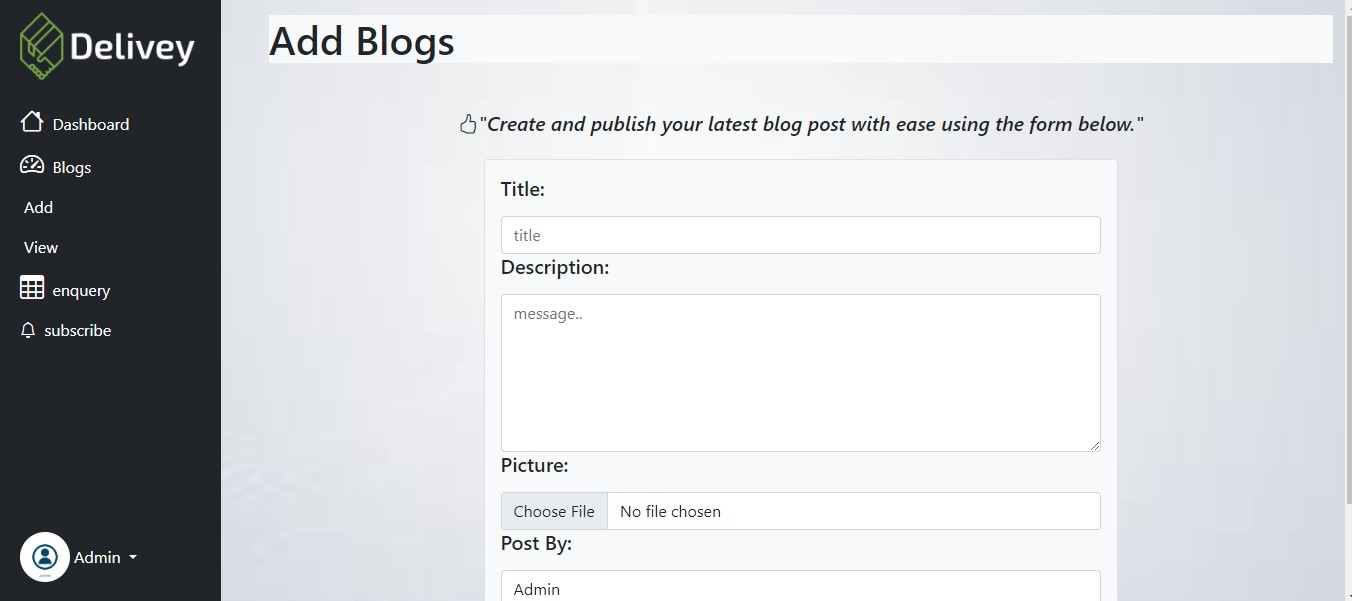 Delivey
Dashboard
Blogs
Add
View
enquery
subscribe
Admin
Add Blogs
"Create and publish your latest blog post with ease using the form below."
Title:
title
Description:
message..
Picture:
Choose File No file chosen
Post By:
Admin